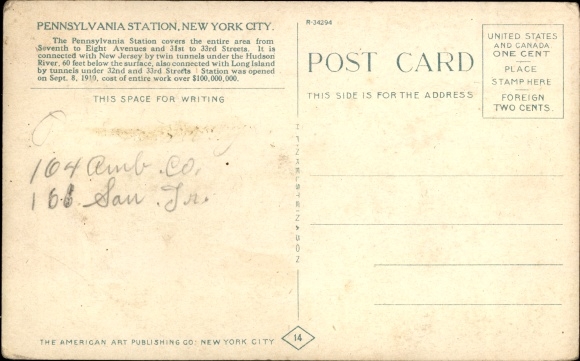 PENNSYLVANIA STATION, NEW YORK CITY.
The Pennsylvania Station covers the entire area from
Seventh to Eight Avenues and 31st to 33rd Streets. It is
connected with New Jersey by twin tunnels under the Hudson
River, 60 feet below the surface, also connected with Long Island
by tunnels under 32nd and 33rd Streets Station was opened
on Sept. 8, 1910, cost of entire work over $100,000,000.
THIS SPACE FOR WRITING
164 Amb. Co.
166 San. Tr.
THE AMERICAN ART PUBLISHING CO: NEW YORK CITY
14
R-34294
POST CARD
THIS SIDE IS FOR THE ADDRESS
UNITED STATES
AND CANADA
ONE CENT
PLACE
STAMP HERE
FOREIGN
TWO CENTS.